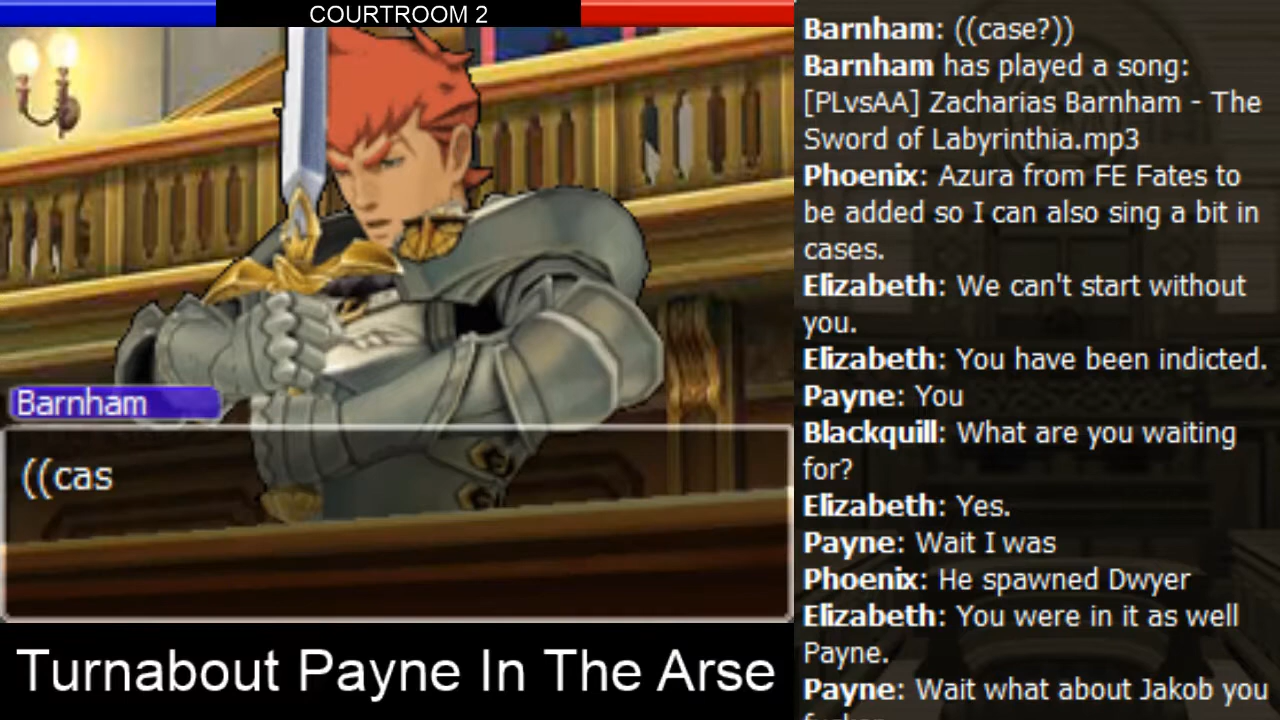 COURTROOM 2
Barnham
((cas
Turnabout Payne In The Arse
Barnham: ((case?))
Barnham has played a song:
[PLvsAA] Zacharias Barnham - The
Sword of Labyrinthia.mp3
Phoenix: Azura from FE Fates to
be added so I can also sing a bit in
cases.
Elizabeth: We can't start without
you.
Elizabeth: You have been indicted.
Payne: You
Blackquill: What are you waiting
for?
Elizabeth: Yes.
Payne: Wait I was
Phoenix: He spawned Dwyer
Elizabeth: You were in it as well
Payne.
Payne: Wait what about Jakob you